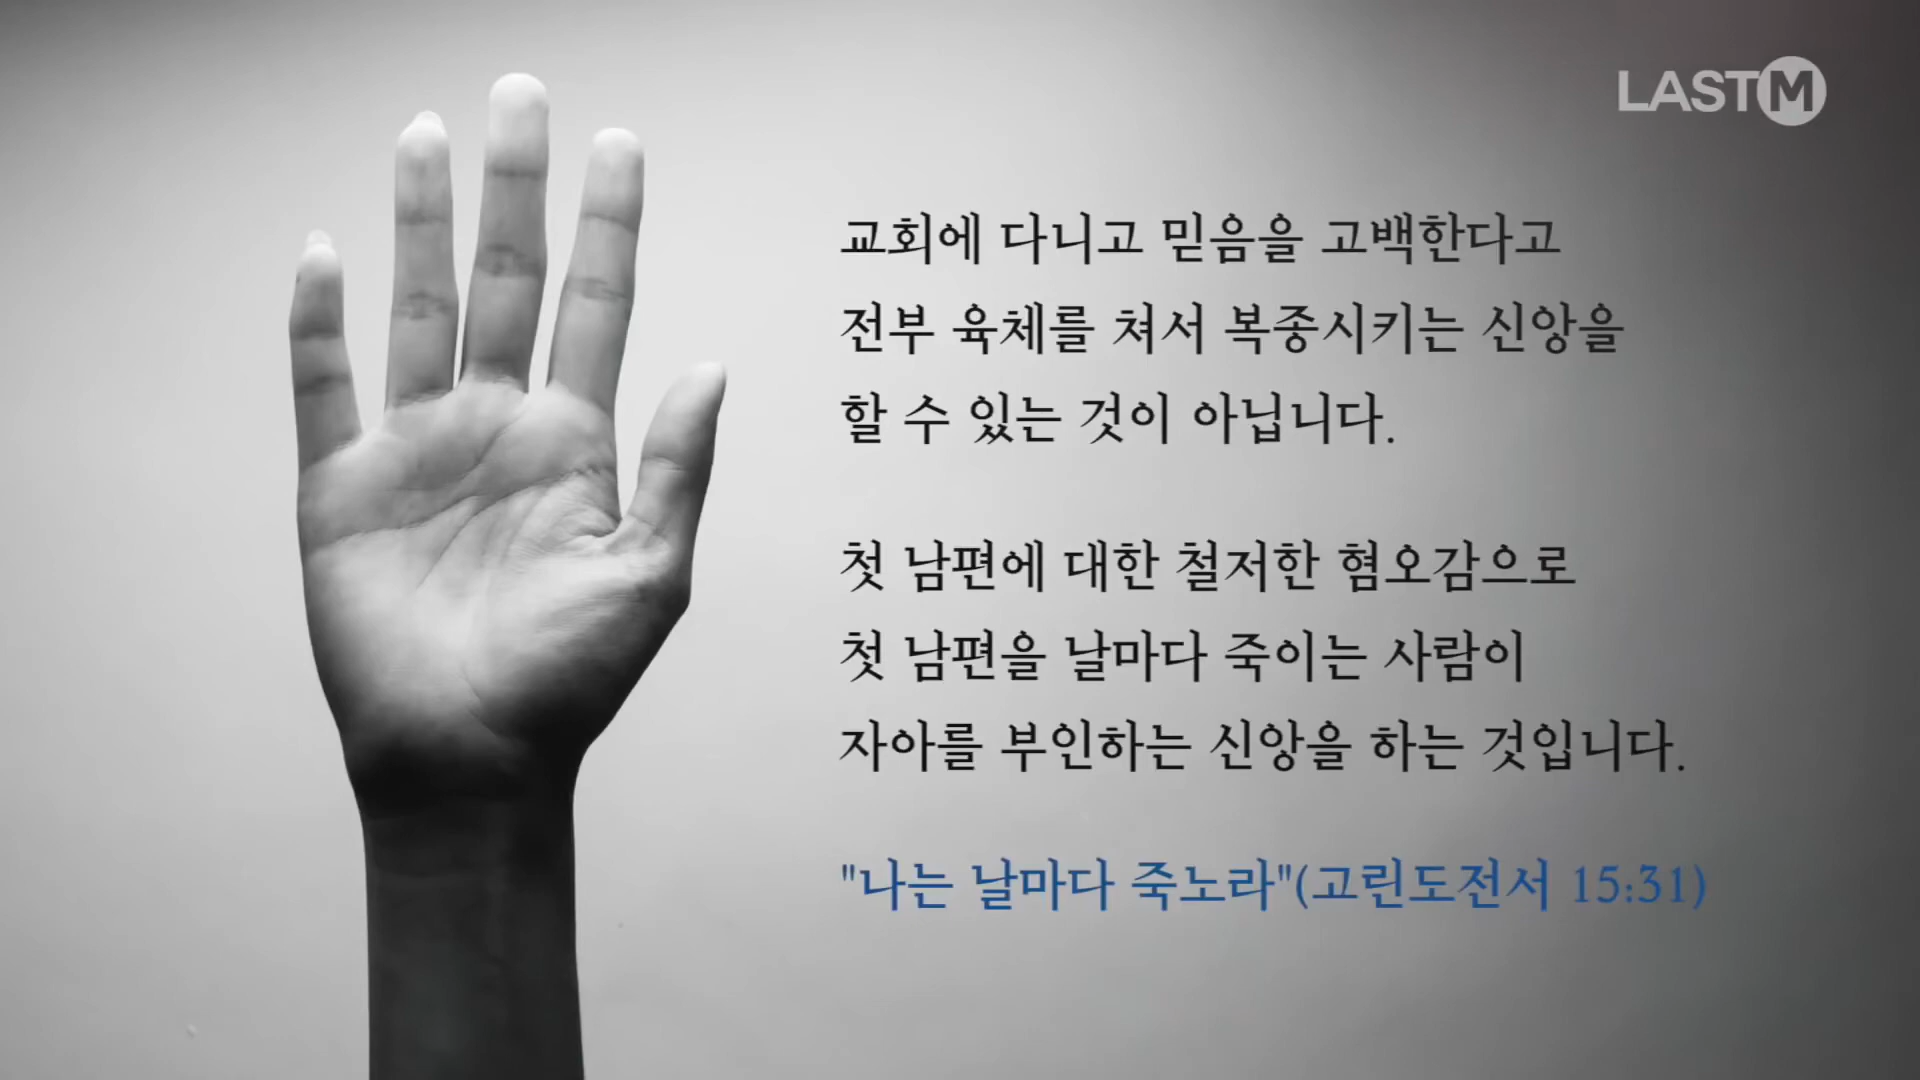 LAST M
교회에 다니고 믿음을 고백한다고
전부 육체를 쳐서 복종시키는 신앙을
할 수 있는 것이 아닙니다.
첫 남편에 대한 철저한 혐오감으로
첫 남편을 날마다 죽이는 사람이
자아를 부인하는 신앙을 하는 것입니다.
"나는 날마다 죽노라"(고린도전서 15:31)